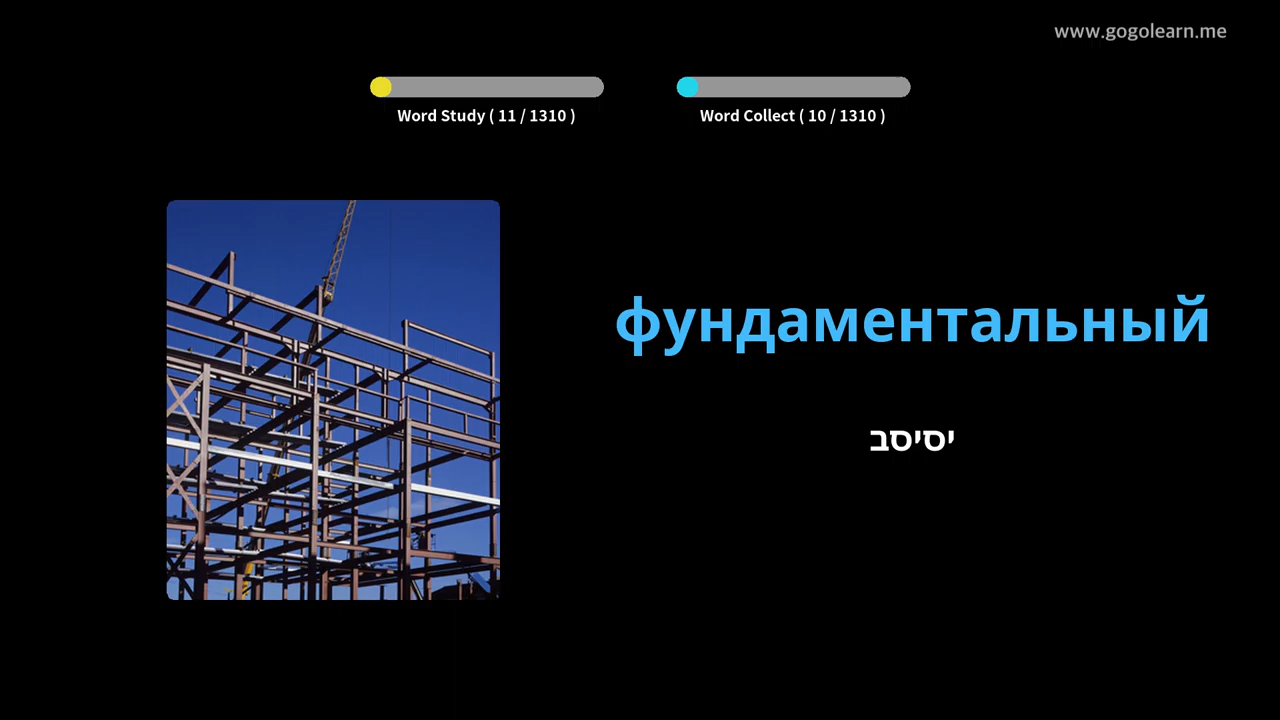 www.gogolearn.me
Word Study ( 11 / 1310 )
Word Collect ( 10 / 1310 )
фундаментальный
יסיסב